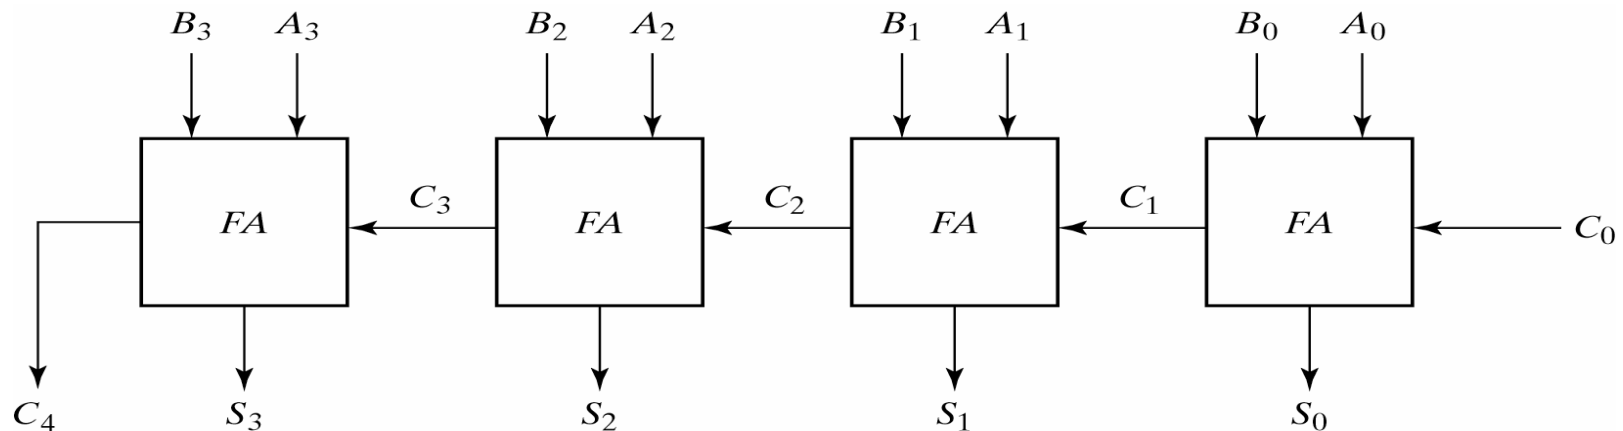 B₃ A₃ B₂ A₂ B₁ A₁ B₀ A₀
C₃ C₂ C₁
FA FA FA FA C₀
C₄ S₃ S₂ S₁ S₀